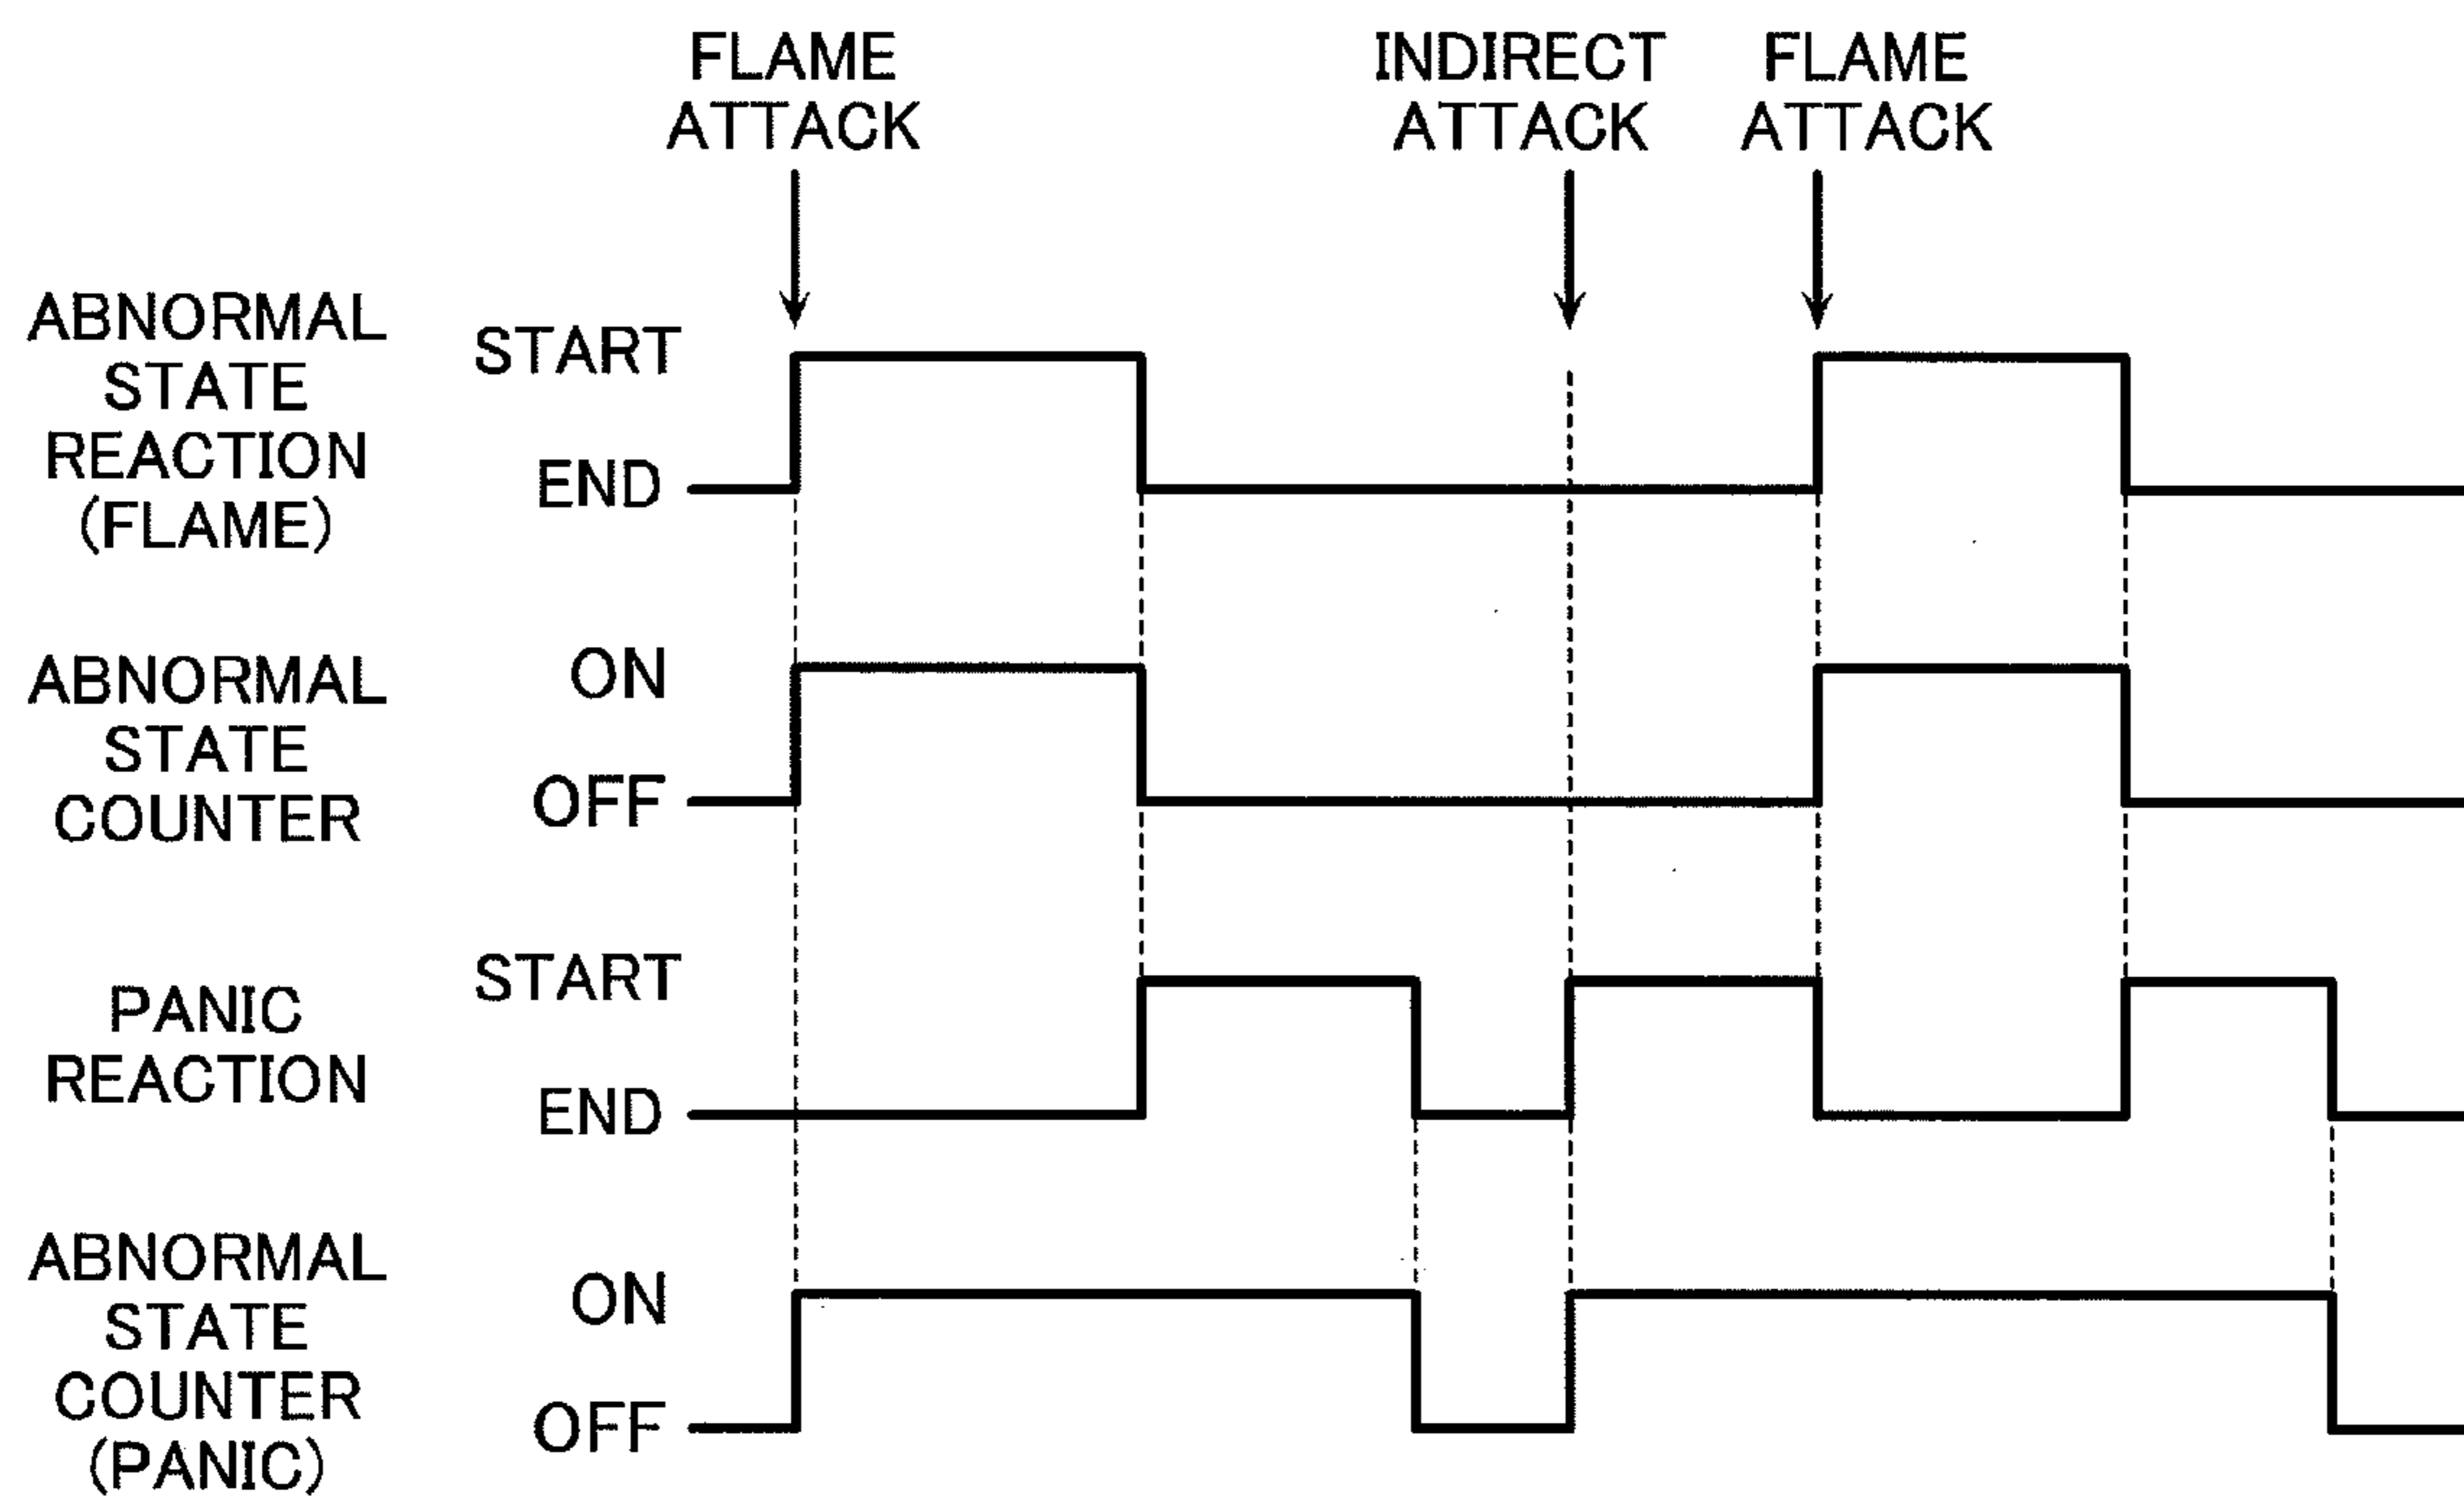 FLAME
ATTACK
INDIRECT
ATTACK
FLAME
ATTACK
ABNORMAL
STATE
REACTION
(FLAME)
START
END
ABNORMAL
STATE
COUNTER
ON
OFF
PANIC
REACTION
START
END
ABNORMAL
STATE
COUNTER
(PANIC)
ON
OFF